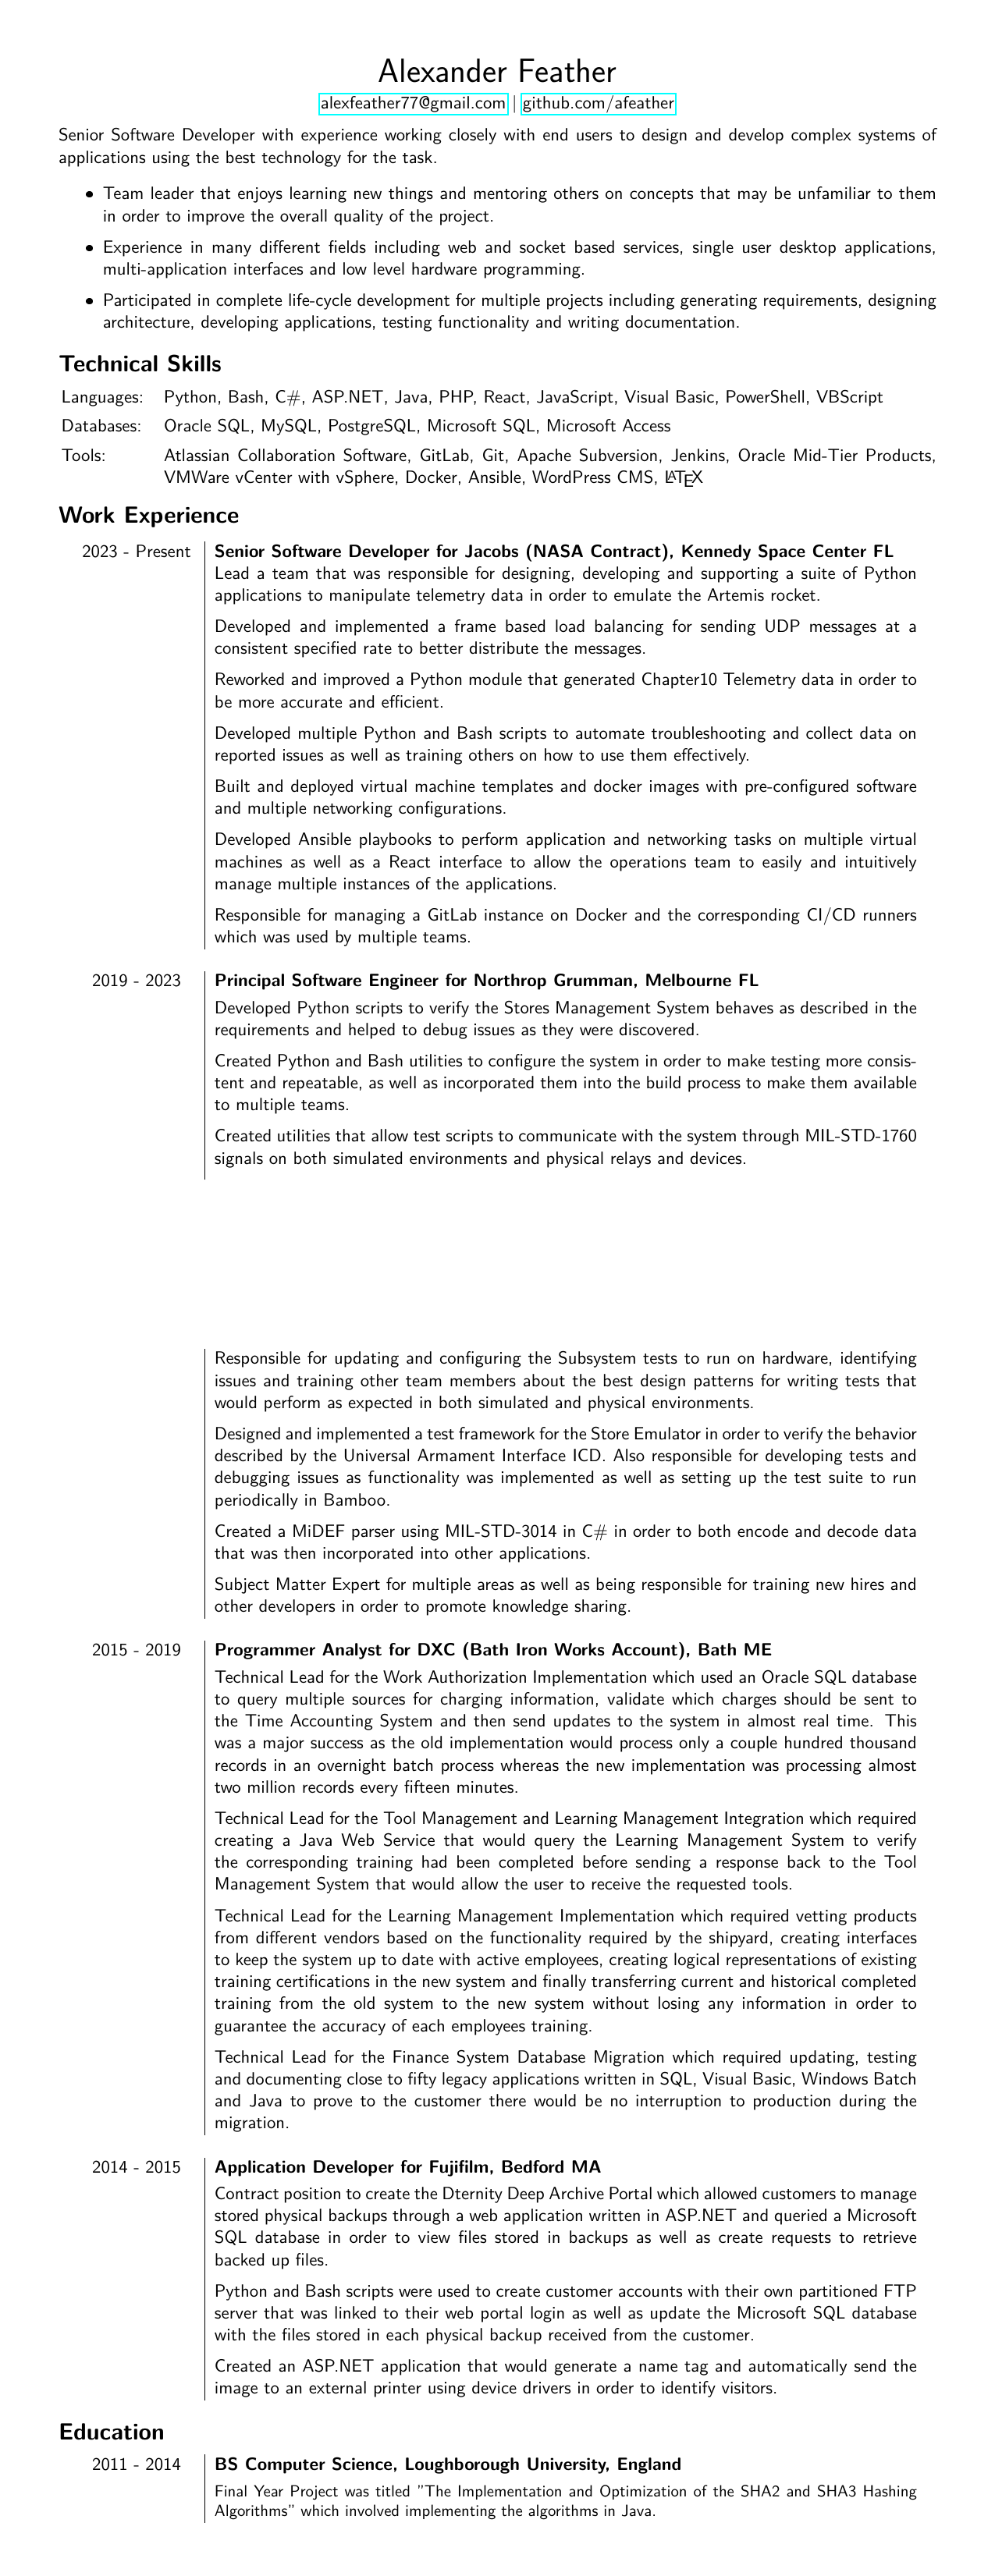 Alexander Feather
alexfeather77@gmail.com | github.com/afeather
Senior Software Developer with experience working closely with end users to design and develop complex systems of
applications using the best technology for the task.
• Team leader that enjoys learning new things and mentoring others on concepts that may be unfamiliar to them
in order to improve the overall quality of the project.
• Experience in many different fields including web and socket based services, single user desktop applications,
multi-application interfaces and low level hardware programming.
• Participated in complete life-cycle development for multiple projects including generating requirements, designing
architecture, developing applications, testing functionality and writing documentation.
Technical Skills
Languages: Python, Bash, C#, ASP.NET, Java, PHP, React, JavaScript, Visual Basic, PowerShell, VBScript
Databases: Oracle SQL, MySQL, PostgreSQL, Microsoft SQL, Microsoft Access
Tools: Atlassian Collaboration Software, GitLab, Git, Apache Subversion, Jenkins, Oracle Mid-Tier Products,
VMWare vCenter with vSphere, Docker, Ansible, WordPress CMS, LATEX
Work Experience
2023 - Present Senior Software Developer for Jacobs (NASA Contract), Kennedy Space Center FL
Lead a team that was responsible for designing, developing and supporting a suite of Python
applications to manipulate telemetry data in order to emulate the Artemis rocket.
Developed and implemented a frame based load balancing for sending UDP messages at a
consistent specified rate to better distribute the messages.
Reworked and improved a Python module that generated Chapter10 Telemetry data in order to
be more accurate and efficient.
Developed multiple Python and Bash scripts to automate troubleshooting and collect data on
reported issues as well as training others on how to use them effectively.
Built and deployed virtual machine templates and docker images with pre-configured software
and multiple networking configurations.
Developed Ansible playbooks to perform application and networking tasks on multiple virtual
machines as well as a React interface to allow the operations team to easily and intuitively
manage multiple instances of the applications.
Responsible for managing a GitLab instance on Docker and the corresponding CI/CD runners
which was used by multiple teams.
2019 - 2023 Principal Software Engineer for Northrop Grumman, Melbourne FL
Developed Python scripts to verify the Stores Management System behaves as described in the
requirements and helped to debug issues as they were discovered.
Created Python and Bash utilities to configure the system in order to make testing more consis-
tent and repeatable, as well as incorporated them into the build process to make them available
to multiple teams.
Created utilities that allow test scripts to communicate with the system through MIL-STD-1760
signals on both simulated environments and physical relays and devices.
Responsible for updating and configuring the Subsystem tests to run on hardware, identifying
issues and training other team members about the best design patterns for writing tests that
would perform as expected in both simulated and physical environments.
Designed and implemented a test framework for the Store Emulator in order to verify the behavior
described by the Universal Armament Interface ICD. Also responsible for developing tests and
debugging issues as functionality was implemented as well as setting up the test suite to run
periodically in Bamboo.
Created a MiDEF parser using MIL-STD-3014 in C# in order to both encode and decode data
that was then incorporated into other applications.
Subject Matter Expert for multiple areas as well as being responsible for training new hires and
other developers in order to promote knowledge sharing.
2015 - 2019 Programmer Analyst for DXC (Bath Iron Works Account), Bath ME
Technical Lead for the Work Authorization Implementation which used an Oracle SQL database
to query multiple sources for charging information, validate which charges should be sent to
the Time Accounting System and then send updates to the system in almost real time. This
was a major success as the old implementation would process only a couple hundred thousand
records in an overnight batch process whereas the new implementation was processing almost
two million records every fifteen minutes.
Technical Lead for the Tool Management and Learning Management Integration which required
creating a Java Web Service that would query the Learning Management System to verify
the corresponding training had been completed before sending a response back to the Tool
Management System that would allow the user to receive the requested tools.
Technical Lead for the Learning Management Implementation which required vetting products
from different vendors based on the functionality required by the shipyard, creating interfaces
to keep the system up to date with active employees, creating logical representations of existing
training certifications in the new system and finally transferring current and historical completed
training from the old system to the new system without losing any information in order to
guarantee the accuracy of each employees training.
Technical Lead for the Finance System Database Migration which required updating, testing
and documenting close to fifty legacy applications written in SQL, Visual Basic, Windows Batch
and Java to prove to the customer there would be no interruption to production during the
migration.
2014 - 2015 Application Developer for Fujifilm, Bedford MA
Contract position to create the Dternity Deep Archive Portal which allowed customers to manage
stored physical backups through a web application written in ASP.NET and queried a Microsoft
SQL database in order to view files stored in backups as well as create requests to retrieve
backed up files.
Python and Bash scripts were used to create customer accounts with their own partitioned FTP
server that was linked to their web portal login as well as update the Microsoft SQL database
with the files stored in each physical backup received from the customer.
Created an ASP.NET application that would generate a name tag and automatically send the
image to an external printer using device drivers in order to identify visitors.
Education
2011 - 2014 BS Computer Science, Loughborough University, England
Final Year Project was titled ”The Implementation and Optimization of the SHA2 and SHA3 Hashing
Algorithms” which involved implementing the algorithms in Java.